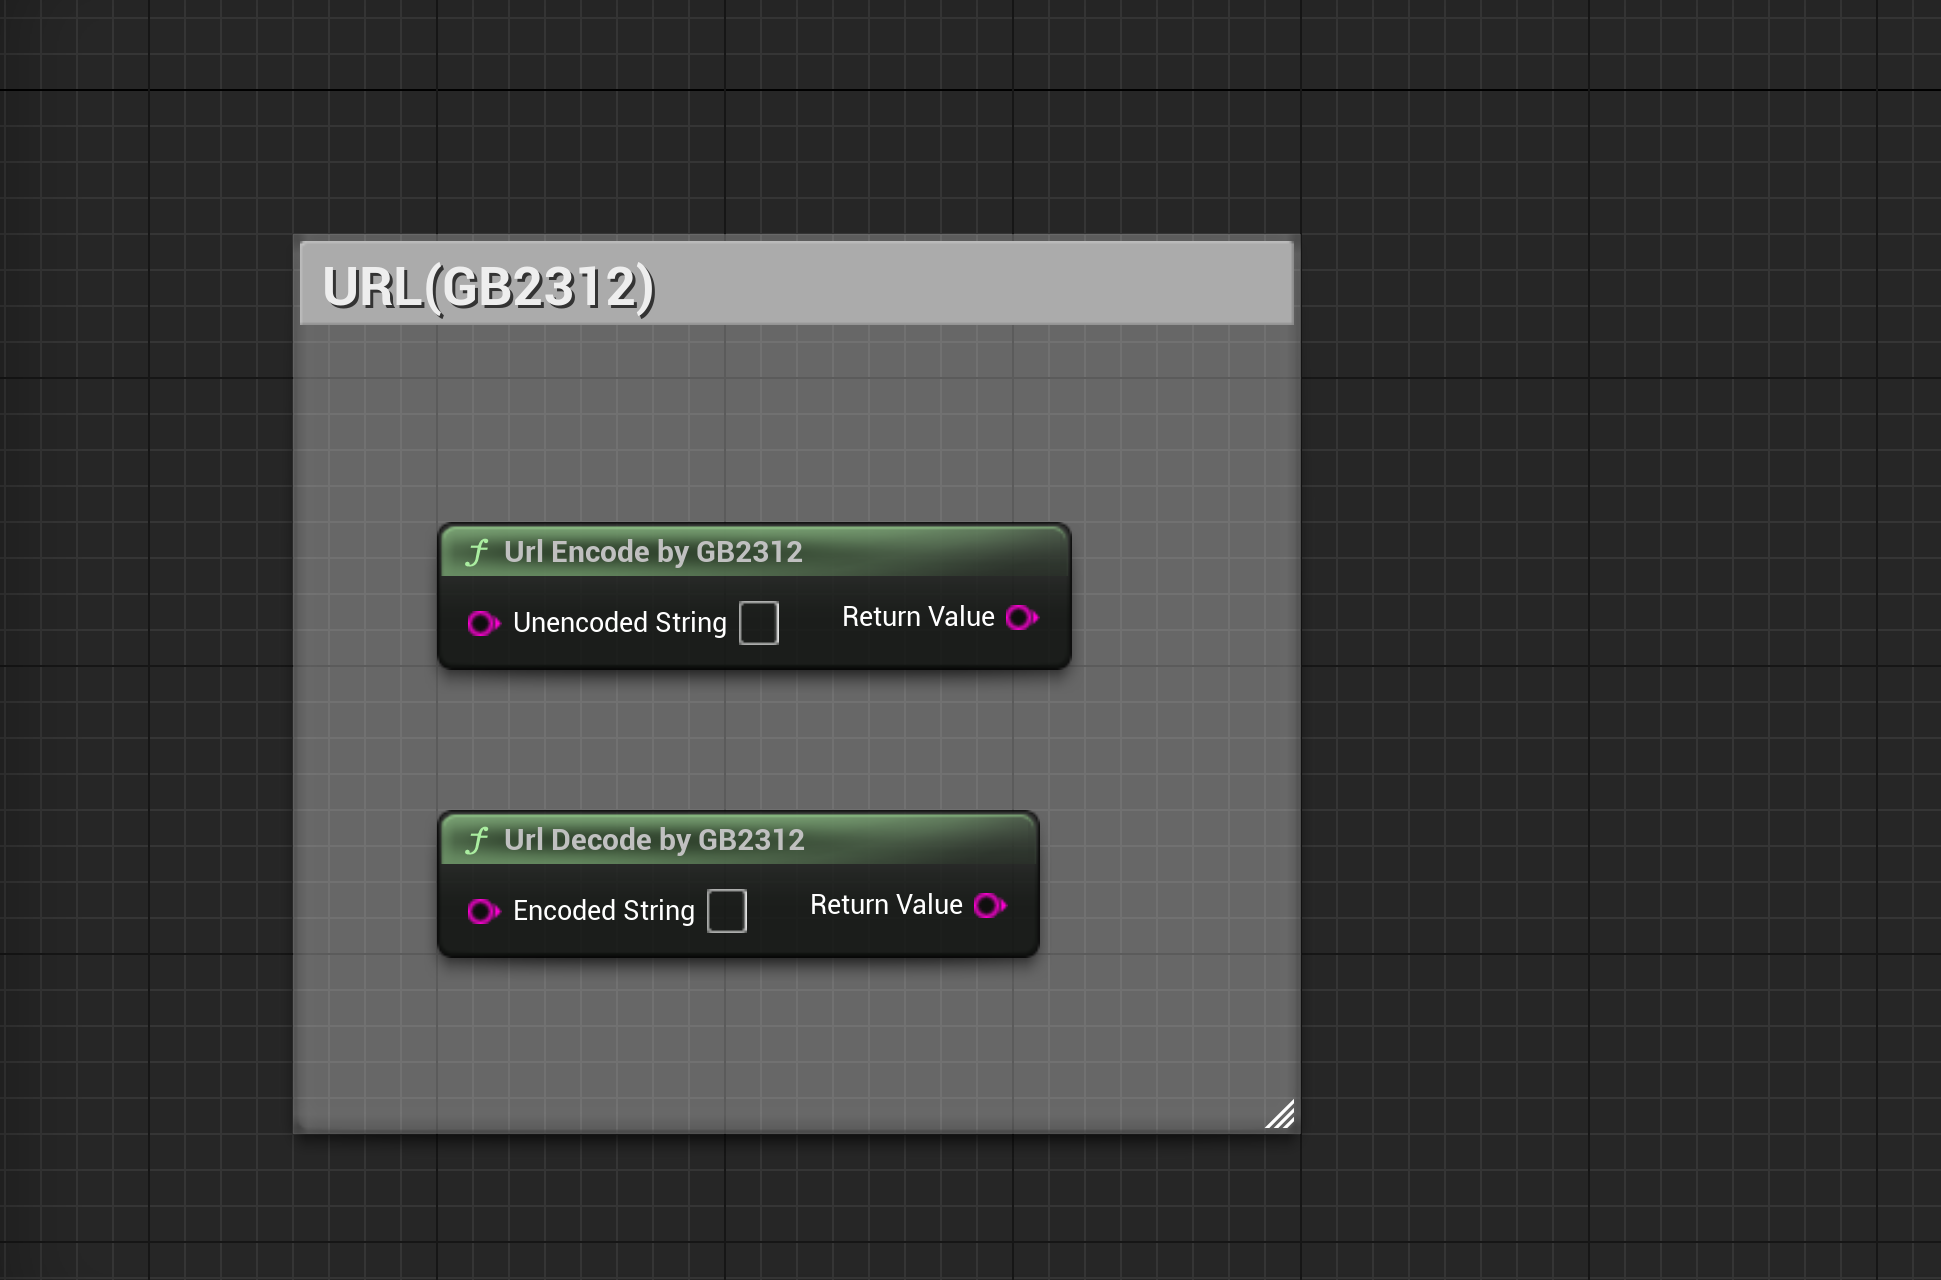 URL(GB2312)
Url Encode by GB2312
Unencoded String
Return Value
Url Decode by GB2312
Encoded String
Return Value